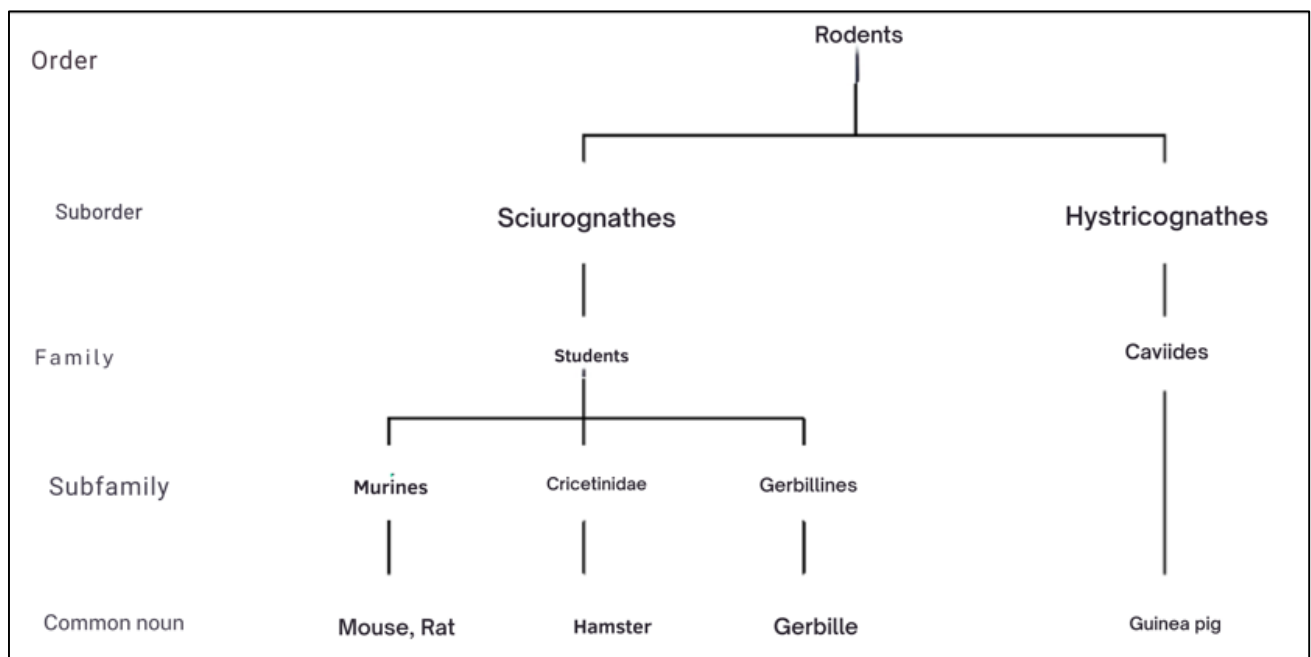 Rodents
Order
Suborder
Sciurognathes
Hystricognathes
Family
Students
Caviides
Subfamily
Murines
Cricetinidae
Gerbillines
Common noun
Mouse, Rat
Hamster
Gerbille
Guinea pig